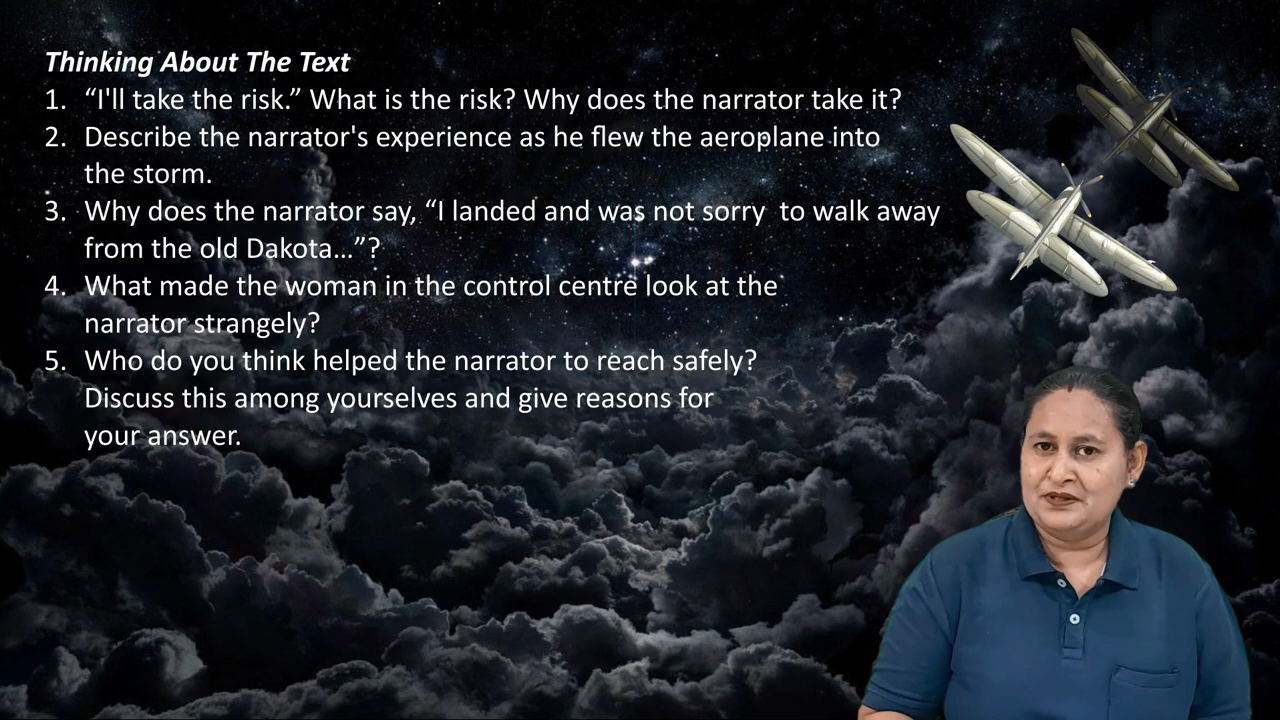 Thinking About The Text
1. “I'll take the risk.” What is the risk? Why does the narrator take it?
2. Describe the narrator's experience as he flew the aeroplane into
the storm.
3. Why does the narrator say, “I landed and was not sorry  to walk away
from the old Dakota...”?
4. What made the woman in the control centre look at the
narrator strangely?
5. Who do you think helped the narrator to reach safely?
Discuss this among yourselves and give reasons for
your answer.